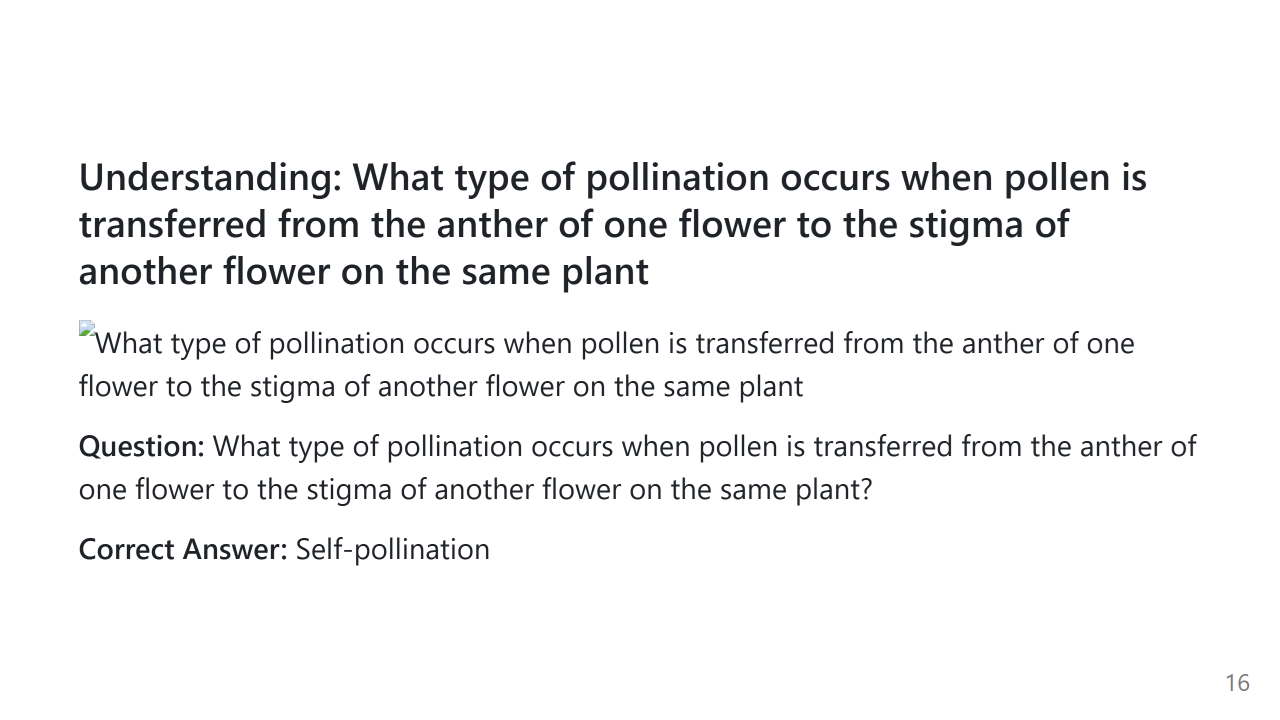 Understanding: What type of pollination occurs when pollen is
transferred from the anther of one flower to the stigma of
another flower on the same plant
What type of pollination occurs when pollen is transferred from the anther of one
flower to the stigma of another flower on the same plant
Question: What type of pollination occurs when pollen is transferred from the anther of
one flower to the stigma of another flower on the same plant?
Correct Answer: Self-pollination
16